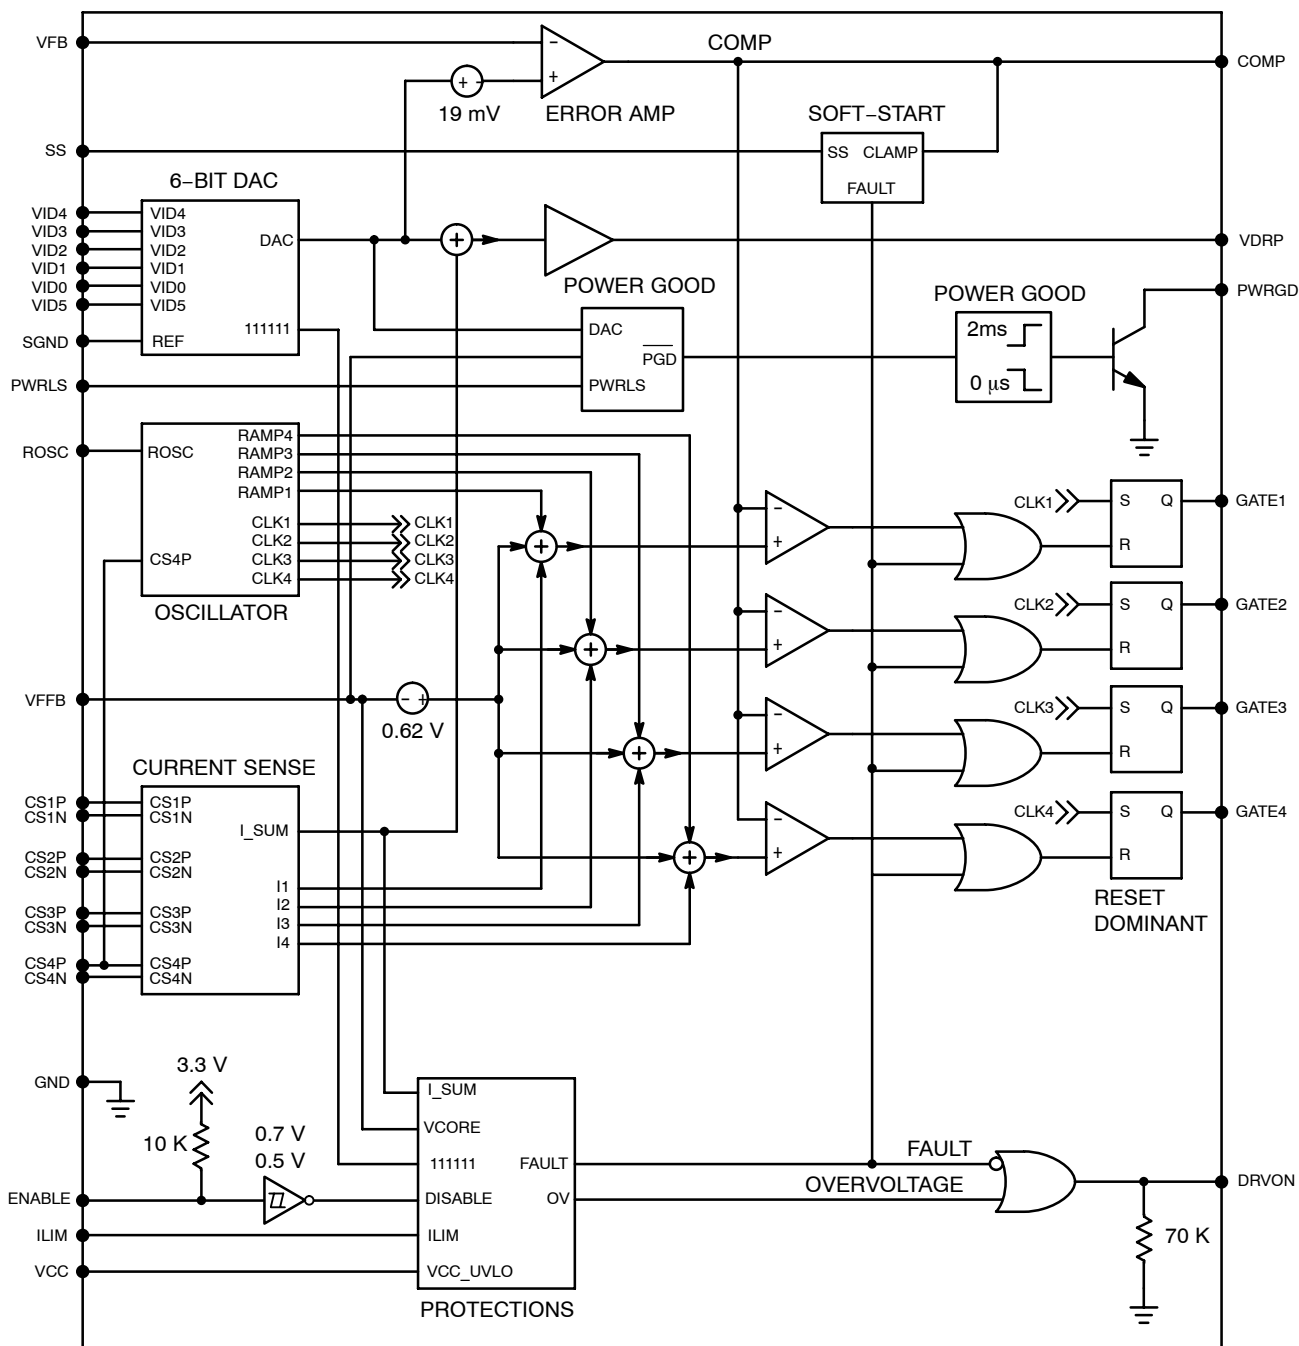 VFB
−
+
ERROR AMP
+ -
19 mV
COMP
COMP
SOFT−START
SS CLAMP
FAULT
SS
6−BIT DAC
VID4
VID3
VID2
VID1
VID0
VID5
SGND
VID4
VID3
VID2
VID1
VID0
VID5
REF
DAC
111111
+
VDRP
POWER GOOD
DAC
PGD
PWRLS
PWRLS
POWER GOOD
2ms
0 μs
PWRGD
ROSC
ROSC
CS4P
RAMP4
RAMP3
RAMP2
RAMP1
CLK1
CLK2
CLK3
CLK4
CLK1
CLK2
CLK3
CLK4
OSCILLATOR
+
+
+
+
−
+
−
+
−
+
−
+
CLK1
S Q
R
GATE1
CLK2
S Q
R
GATE2
CLK3
S Q
R
GATE3
CLK4
S Q
R
GATE4
RESET
DOMINANT
VFFB
- +
0.62 V
CURRENT SENSE
CS1P
CS1N
CS2P
CS2N
CS3P
CS3N
CS4P
CS4N
CS1P
CS1N
CS2P
CS2N
CS3P
CS3N
CS4P
CS4N
I_SUM
I1
I2
I3
I4
GND
3.3 V
10 K
0.7 V
0.5 V
ENABLE
ILIM
VCC
I_SUM
VCORE
111111
DISABLE
ILIM
VCC_UVLO
FAULT
OV
PROTECTIONS
FAULT
OVERVOLTAGE
DRVON
70 K